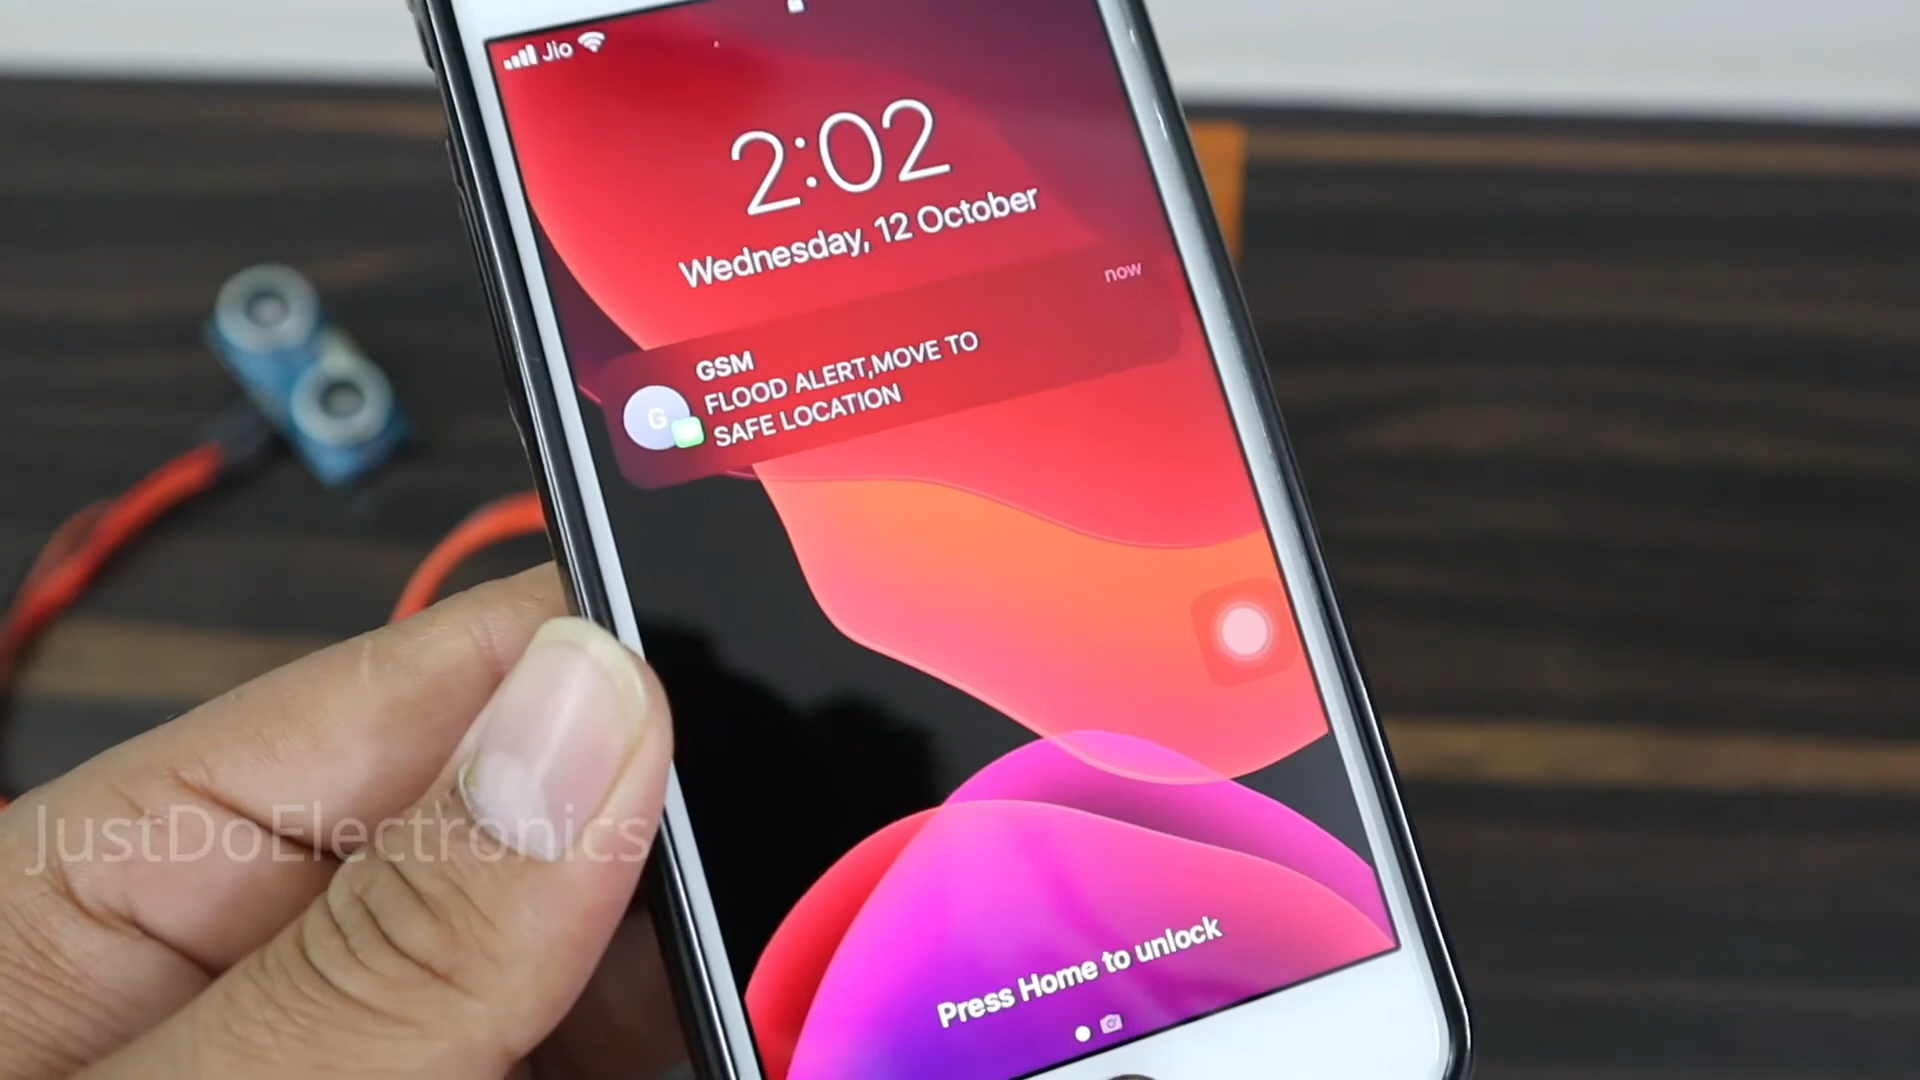 Jio
2:02
Wednesday, 12 October
now
GSM
FLOOD ALERT,MOVE TO
SAFE LOCATION
G
JustDoElectronics
Press Home to unlock